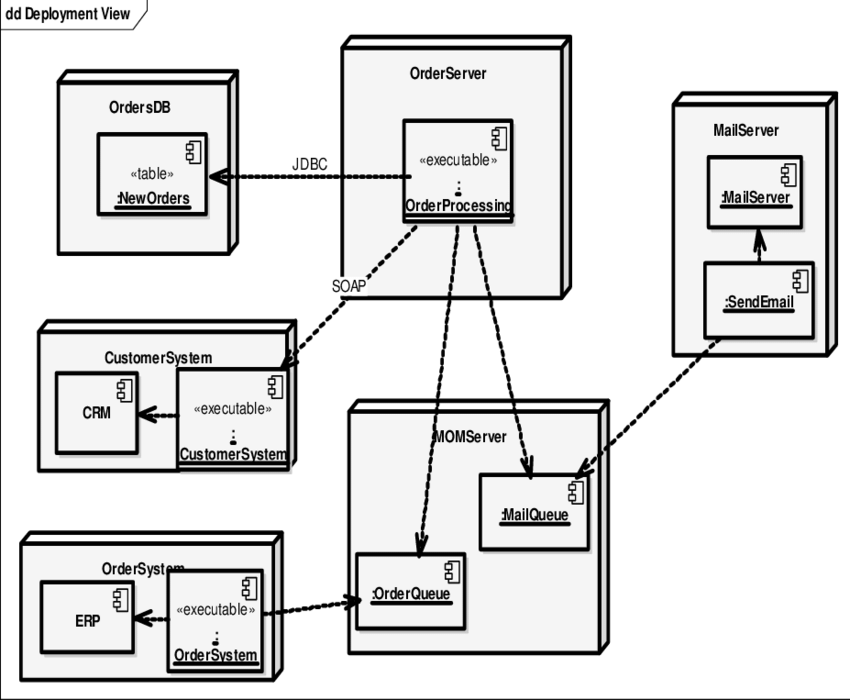 dd Deployment View
OrderServer
OrdersDB
MailServer
«executable»
:
OrderProcessing
JDBC
«table»
:NewOrders
:MailServer
:SendEmail
SOAP
CustomerSystem
CRM
«executable»
:
CustomerSystem
MOMServer
:MailQueue
OrderSystem
ERP
«executable»
:
OrderSystem
:OrderQueue